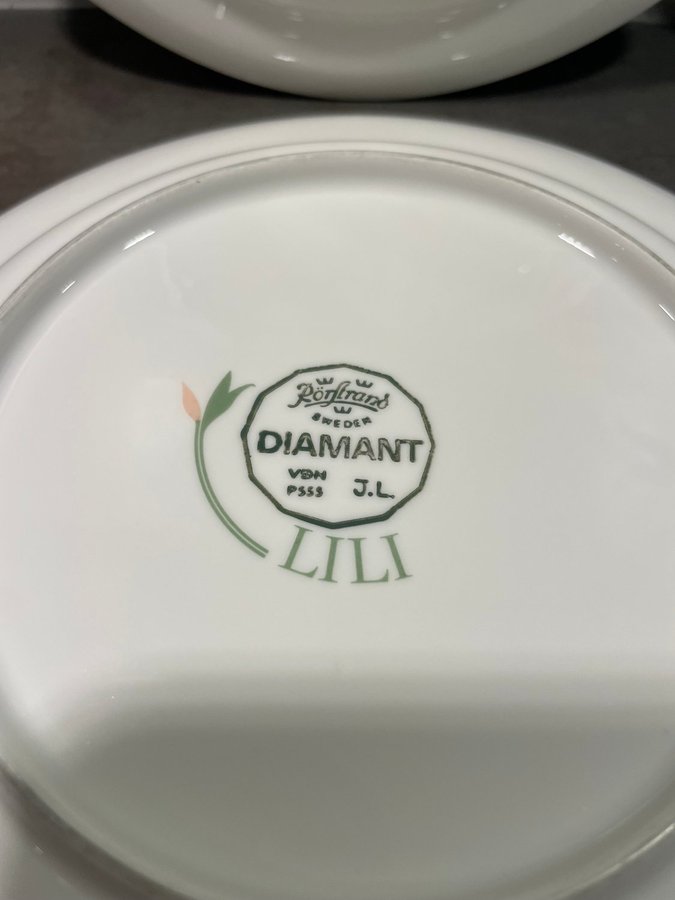 Rörstrand
SWEDEN
DIAMANT
VDN
PSSS J.L.
LILI